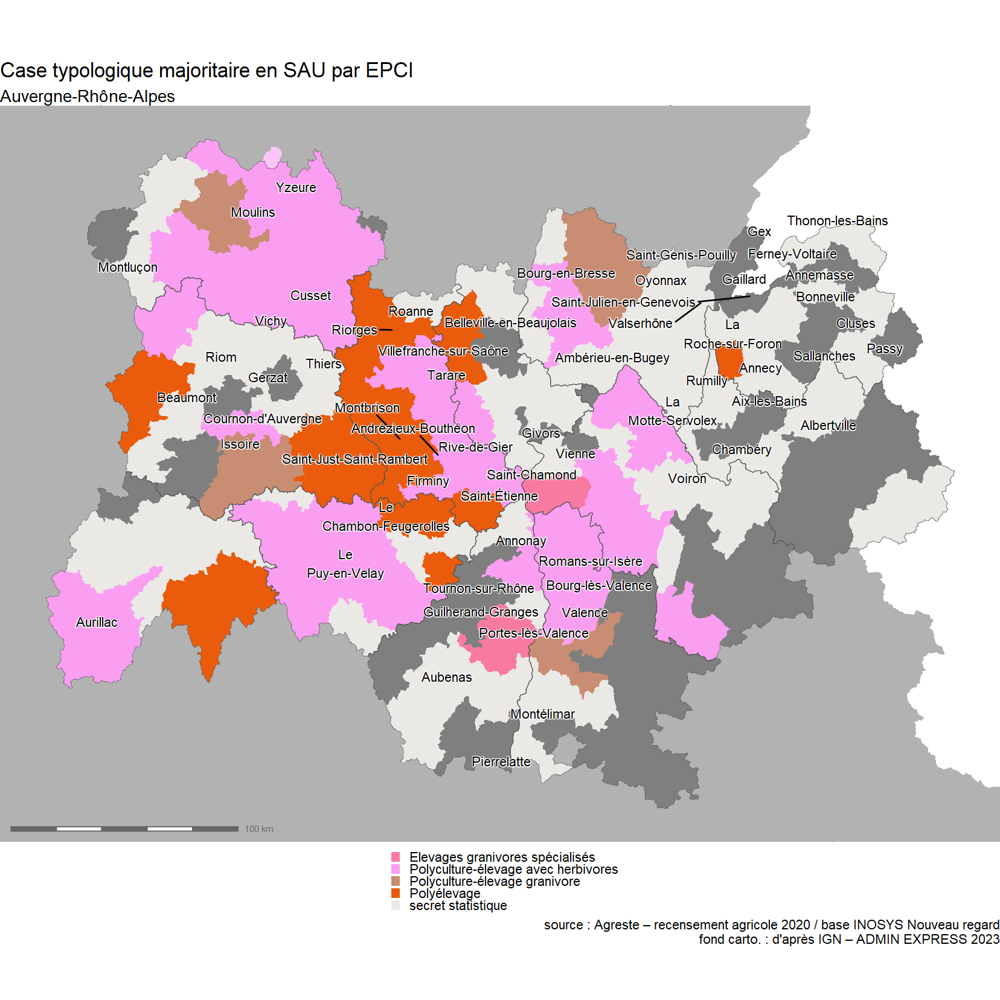 Case typologique majoritaire en SAU par EPCI
Auvergne-Rhône-Alpes
Yzeure
Moulins
Thonon-les-Bains
Gex
Saint-Genis-Pouilly
Ferney-Voltaire
Montluçon
Bourg-en-Bresse
Oyonnax
Gaillard
Annemasse
Cusset
Saint-Julien-en-Genevois
Bonneville
Roanne
Vichy
Belleville-en-Beaujolais
Valserhône
La
Roche-sur-Foron
Cluses
Riorges
Villefranche-sur-Saône
Passy
Riom
Thiers
Ambérieu-en-Bugey
Sallanches
Annecy
Gerzat
Tarare
Rumilly
Beaumont
Montbrison
La
Motte-Servolex
Aix-les-Bains
Cournon-d'Auvergne
Andrézieux-Bouthéon
Givors
Albertville
Issoire
Rive-de-Gier
Vienne
Chambéry
Saint-Just-Saint-Rambert
Firminy
Saint-Chamond
Voiron
Saint-Étienne
Le
Chambon-Feugerolles
Annonay
Le
Puy-en-Velay
Romans-sur-Isère
Tournon-sur-Rhône
Bourg-lès-Valence
Guilherand-Granges
Valence
Aurillac
Portes-lès-Valence
Aubenas
Montélimar
Pierrelatte
100 km
Elevages granivores spécialisés
Polyculture-élevage avec herbivores
Polyculture-élevage granivore
Polyélevage
secret statistique
source : Agreste – recensement agricole 2020 / base INOSYS Nouveau regard
fond carto. : d'après IGN – ADMIN EXPRESS 2023